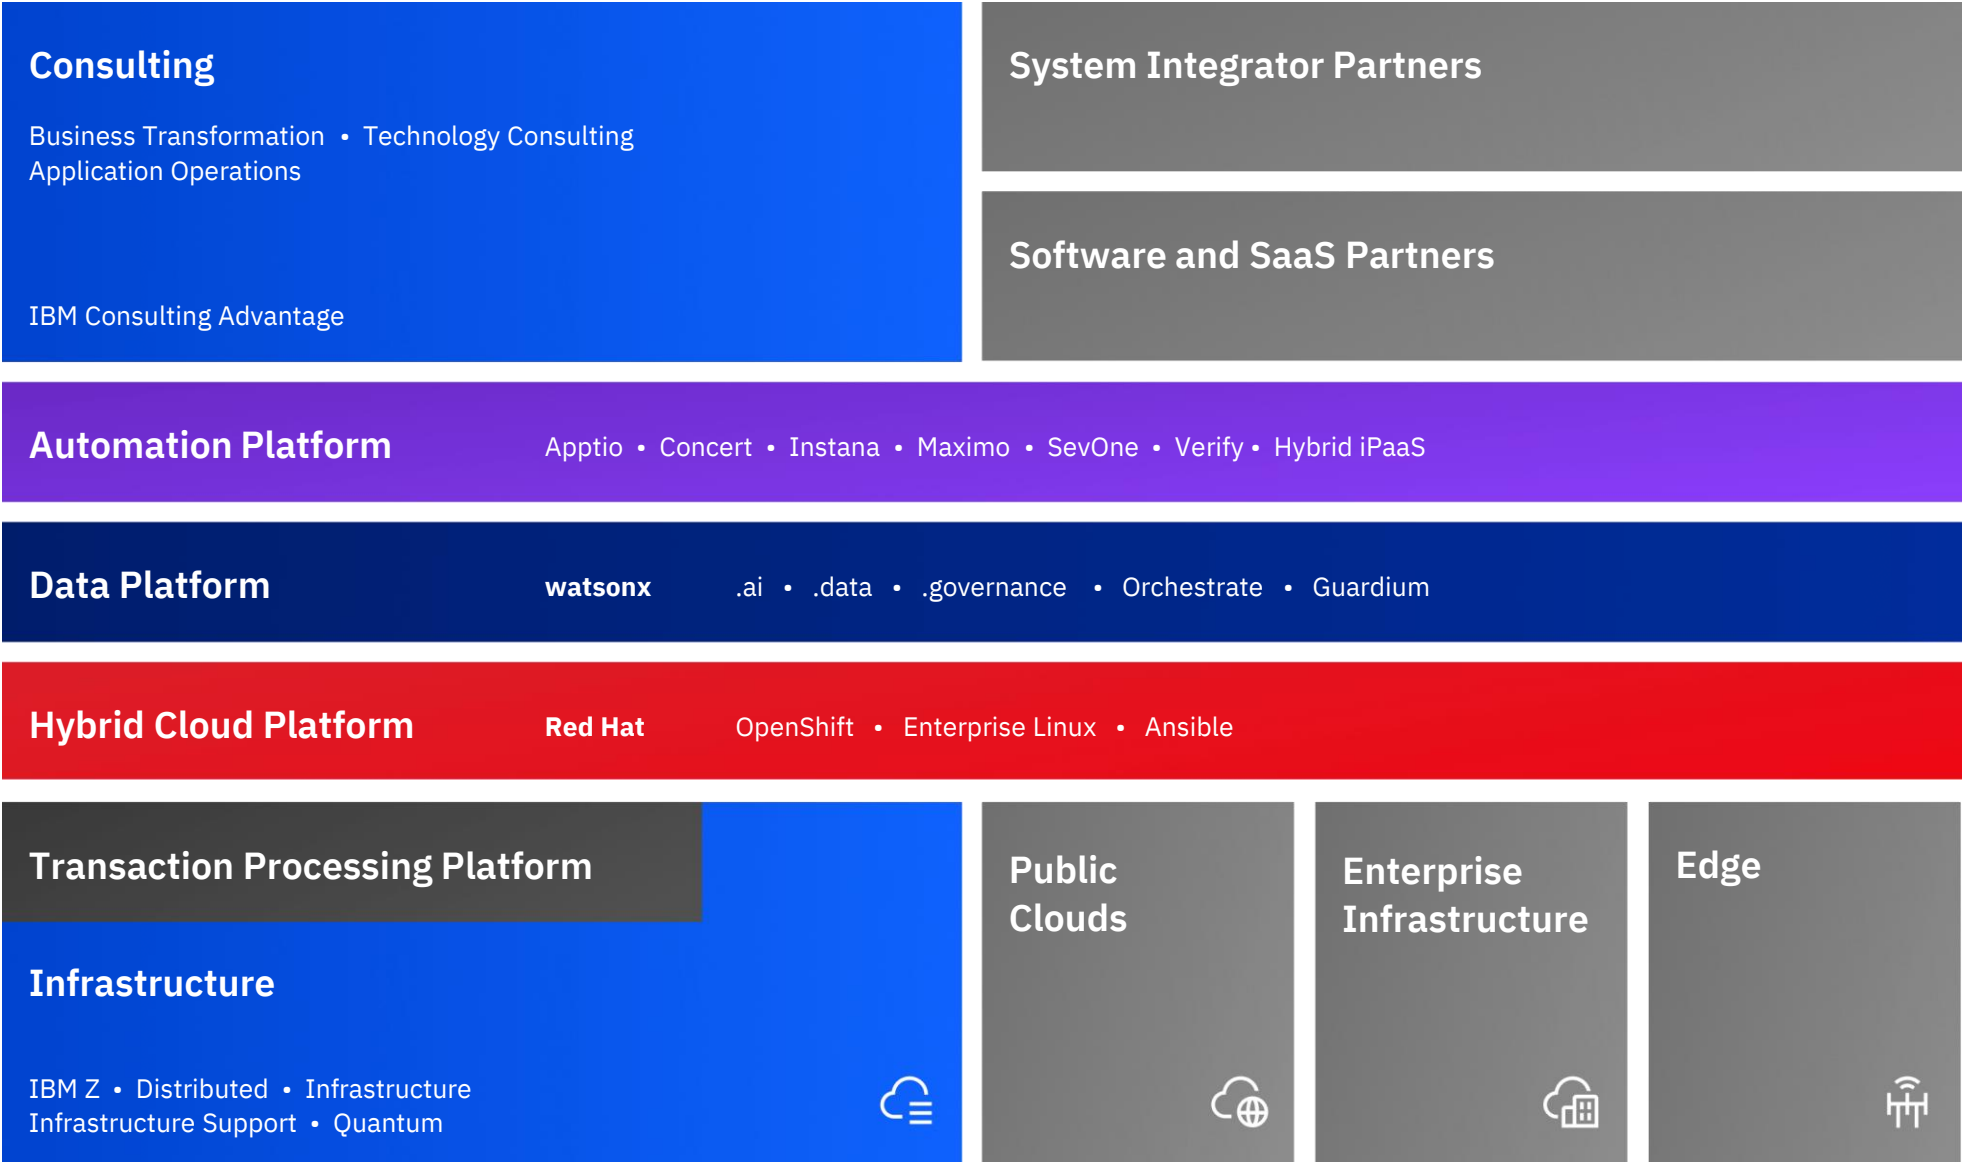 Consulting
Business Transformation • Technology Consulting
Application Operations
IBM Consulting Advantage
System Integrator Partners
Software and SaaS Partners
Automation Platform
Apptio • Concert • Instana • Maximo • SevOne • Verify • Hybrid iPaaS
Data Platform
watsonx .ai • .data • .governance • Orchestrate • Guardium
Hybrid Cloud Platform
Red Hat OpenShift • Enterprise Linux • Ansible
Transaction Processing Platform
Infrastructure
IBM Z • Distributed • Infrastructure
Infrastructure Support • Quantum
Public
Clouds
Enterprise
Infrastructure
Edge